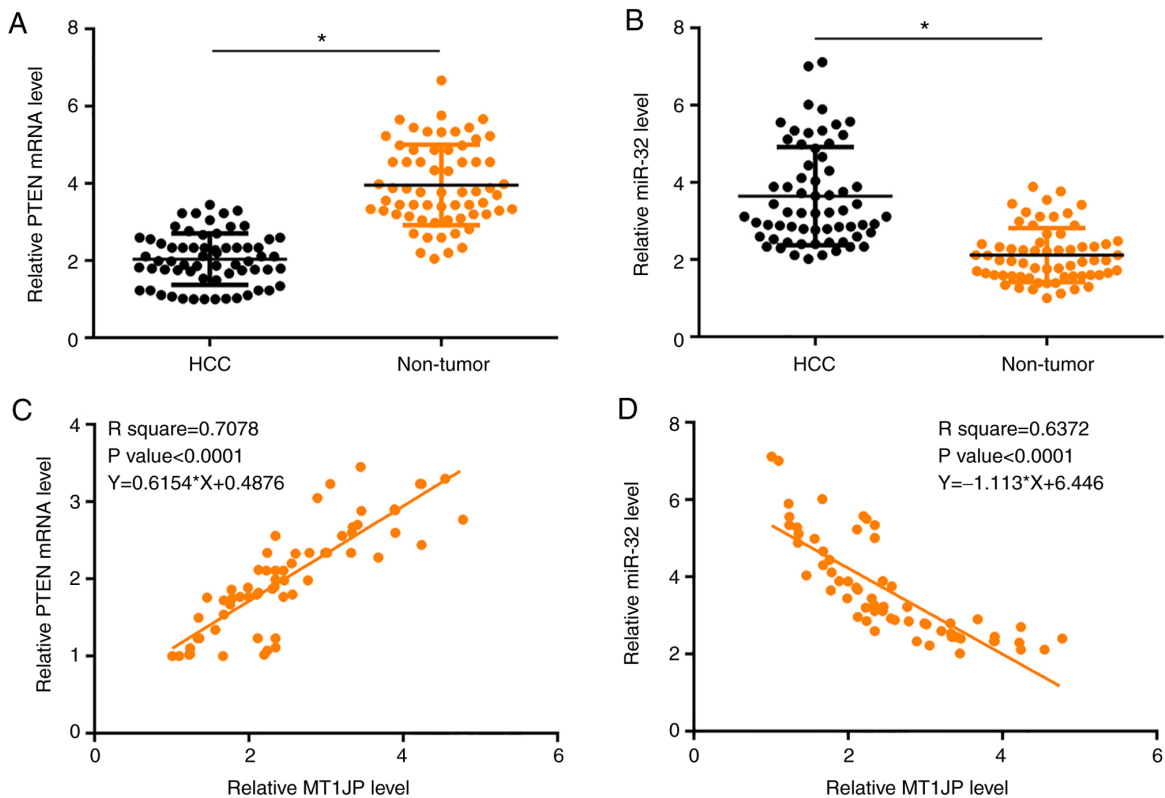 A
Relative PTEN mRNA level
8
6
4
2
0
*
HCC
Non-tumor
B
Relative miR-32 level
8
6
4
2
0
*
HCC
Non-tumor
C
Relative PTEN mRNA level
4
3
2
1
0
R square=0.7078
P value<0.0001
Y=0.6154*X+0.4876
0
2
4
6
Relative MT1JP level
D
Relative miR-32 level
8
6
4
2
0
R square=0.6372
P value<0.0001
Y=−1.113*X+6.446
0
2
4
6
Relative MT1JP level